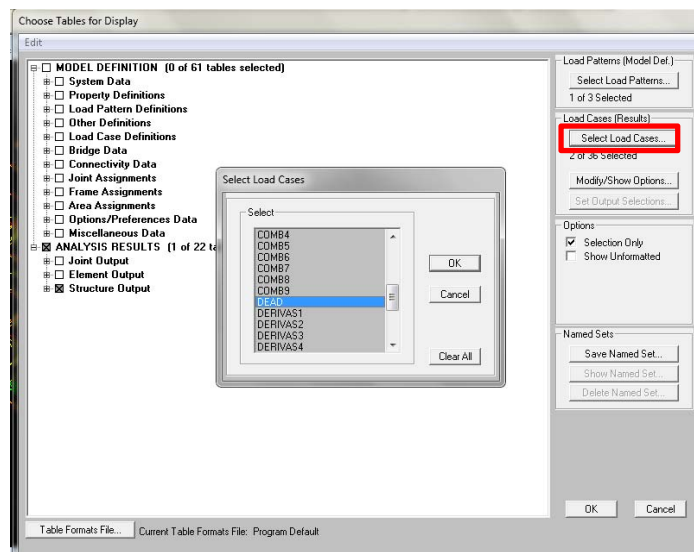 Choose Tables for Display
Edit
MODEL DEFINITION (0 of 61 tables selected)
System Data
Property Definitions
Load Pattern Definitions
Other Definitions
Load Case Definitions
Bridge Data
Connectivity Data
Joint Assignments
Frame Assignments
Area Assignments
Options/Preferences Data
Miscellaneous Data
ANALYSIS RESULTS (1 of 22 ta
Joint Output
Element Output
Structure Output
Select Load Cases
Select
COMB4
COMB5
COMB6
COMB7
COMB8
COMB9
DEAD
DERIVAS1
DERIVAS2
DERIVAS3
DERIVAS4
OK
Cancel
Clear All
Load Patterns (Model Def.)
Select Load Patterns...
1 of 3 Selected
Load Cases (Results)
Select Load Cases...
2 of 36 Selected
Modify/Show Options...
Set Output Selections...
Options
Selection Only
Show Unformatted
Named Sets
Save Named Set...
Show Named Set...
Delete Named Set...
OK Cancel
Table Formats File... Current Table Formats File: Program Default